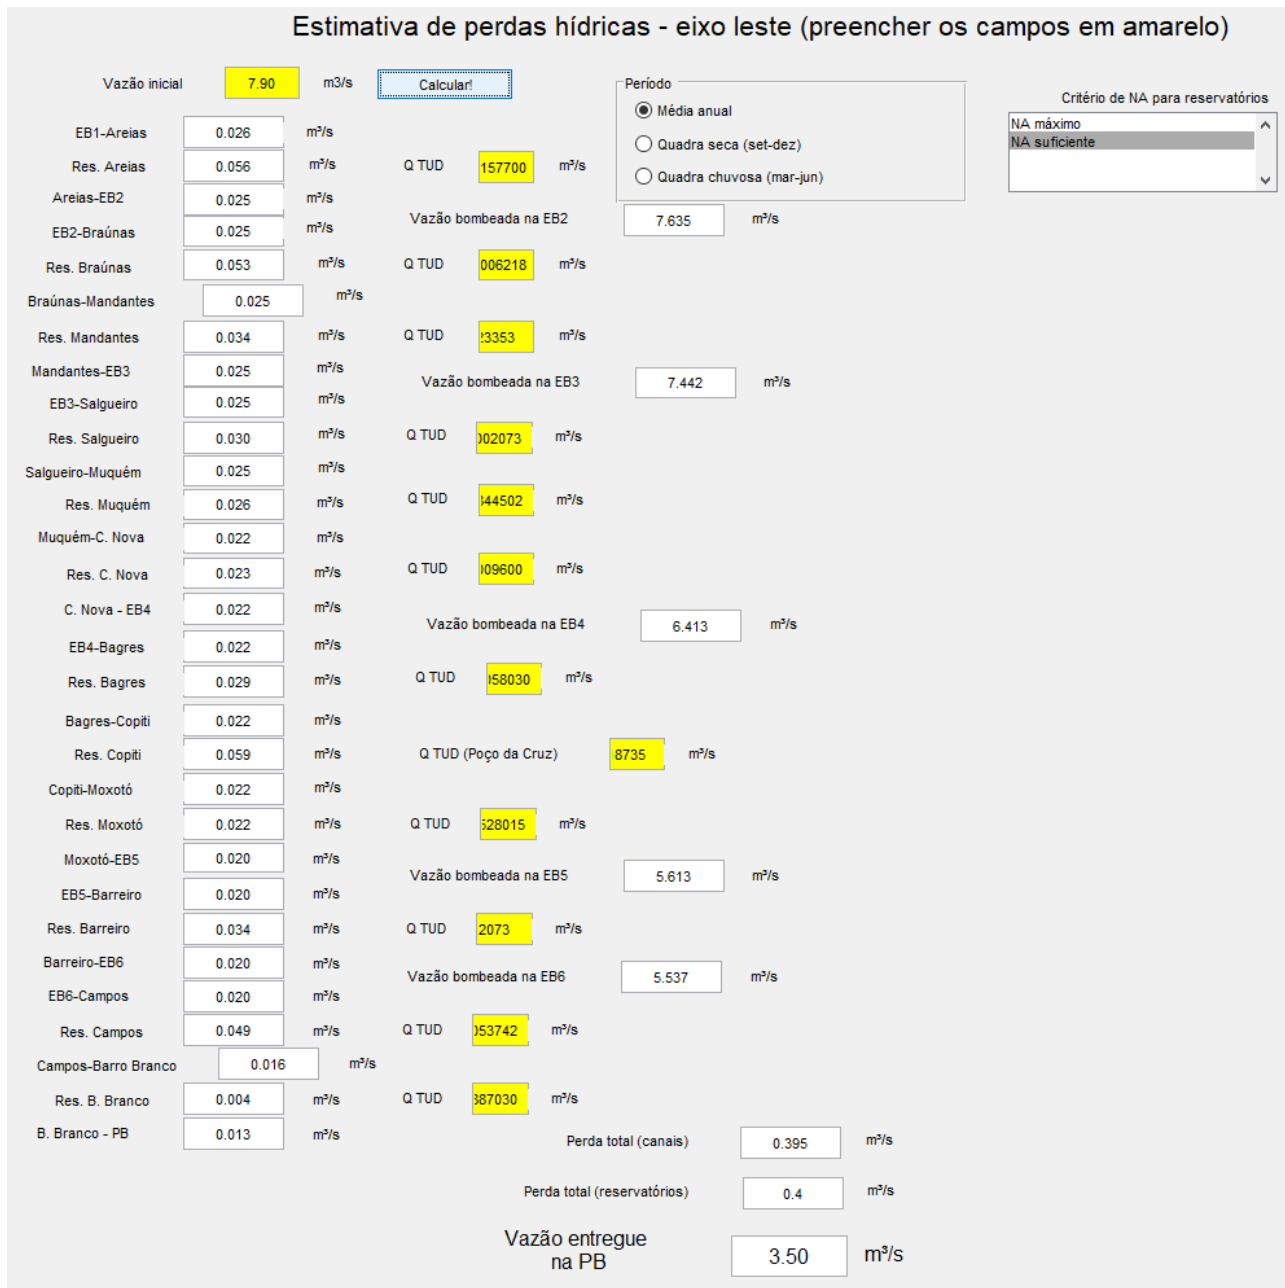 Estimativa de perdas hídricas - eixo leste (preencher os campos em amarelo)
Vazão inicial 7.90 m3/s Calcular!
Período
Média anual
Quadra seca (set-dez)
Quadra chuvosa (mar-jun)
Critério de NA para reservatórios
NA máximo
NA suficiente
EB1-Areias 0.026 m³/s
Res. Areias 0.056 m³/s Q TUD 157700 m³/s
Areias-EB2 0.025 m³/s
Vazão bombeada na EB2 7.635 m³/s
EB2-Braúnas 0.025 m³/s
Res. Braúnas 0.053 m³/s Q TUD 006218 m³/s
Braúnas-Mandantes 0.025 m³/s
Res. Mandantes 0.034 m³/s Q TUD 23353 m³/s
Mandantes-EB3 0.025 m³/s
Vazão bombeada na EB3 7.442 m³/s
EB3-Salgueiro 0.025 m³/s
Res. Salgueiro 0.030 m³/s Q TUD 002073 m³/s
Salgueiro-Muquém 0.025 m³/s
Res. Muquém 0.026 m³/s Q TUD 344502 m³/s
Muquém-C. Nova 0.022 m³/s
Res. C. Nova 0.023 m³/s Q TUD 009600 m³/s
C. Nova - EB4 0.022 m³/s
Vazão bombeada na EB4 6.413 m³/s
EB4-Bagres 0.022 m³/s
Res. Bagres 0.029 m³/s Q TUD 058030 m³/s
Bagres-Copiti 0.022 m³/s
Res. Copiti 0.059 m³/s Q TUD (Poço da Cruz) 8735 m³/s
Copiti-Moxotó 0.022 m³/s
Res. Moxotó 0.022 m³/s Q TUD 528015 m³/s
Moxotó-EB5 0.020 m³/s
Vazão bombeada na EB5 5.613 m³/s
EB5-Barreiro 0.020 m³/s
Res. Barreiro 0.034 m³/s Q TUD 2073 m³/s
Barreiro-EB6 0.020 m³/s
Vazão bombeada na EB6 5.537 m³/s
EB6-Campos 0.020 m³/s
Res. Campos 0.049 m³/s Q TUD 053742 m³/s
Campos-Barro Branco 0.016 m³/s
Res. B. Branco 0.004 m³/s Q TUD 387030 m³/s
B. Branco - PB 0.013 m³/s
Perda total (canais) 0.395 m³/s
Perda total (reservatórios) 0.4 m³/s
Vazão entregue
na PB 3.50 m³/s